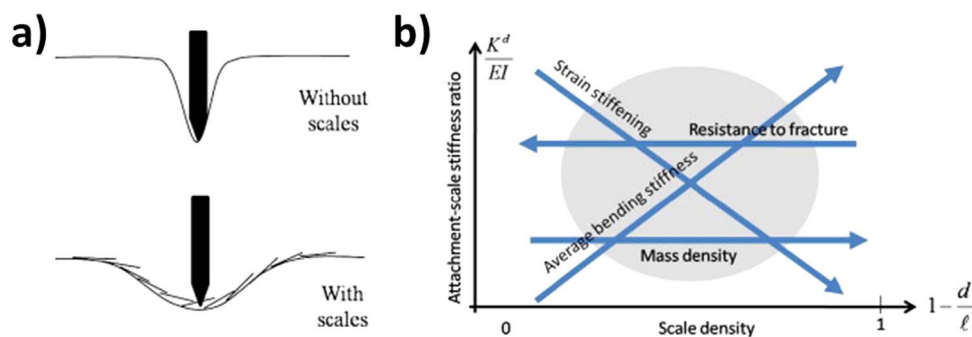 a)
Without
scales
With
scales
b)
K^d
EI
Attachment-scale stiffness ratio
Strain stiffening
Resistance to fracture
Average bending stiffness
Mass density
0
Scale density
1
1 - d/ℓ